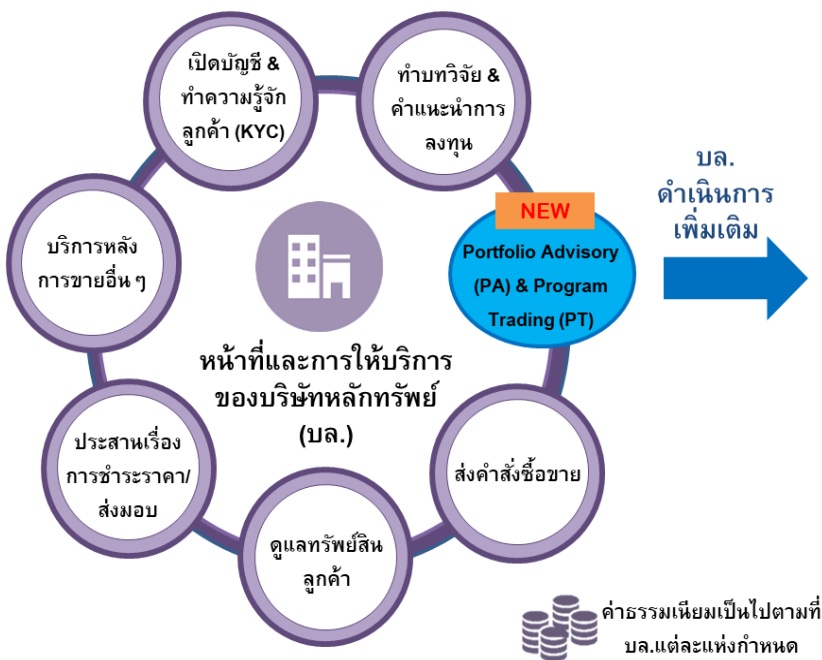 เปิดบัญชี &
ทำความรู้จัก
ลูกค้า (KYC)
ทำบทวิจัย &
คำแนะนำการ
ลงทุน
บล.
ดำเนินการ
เพิ่มเติม
NEW
Portfolio Advisory
(PA) & Program
Trading (PT)
บริการหลัง
การขายอื่น ๆ
หน้าที่และการให้บริการ
ของบริษัทหลักทรัพย์
(บล.)
ประสานเรื่อง
การชำระราคา/
ส่งมอบ
ส่งคำสั่งซื้อขาย
ดูแลทรัพย์สิน
ลูกค้า
ค่าธรรมเนียมเป็นไปตามที่
บล.แต่ละแห่งกำหนด